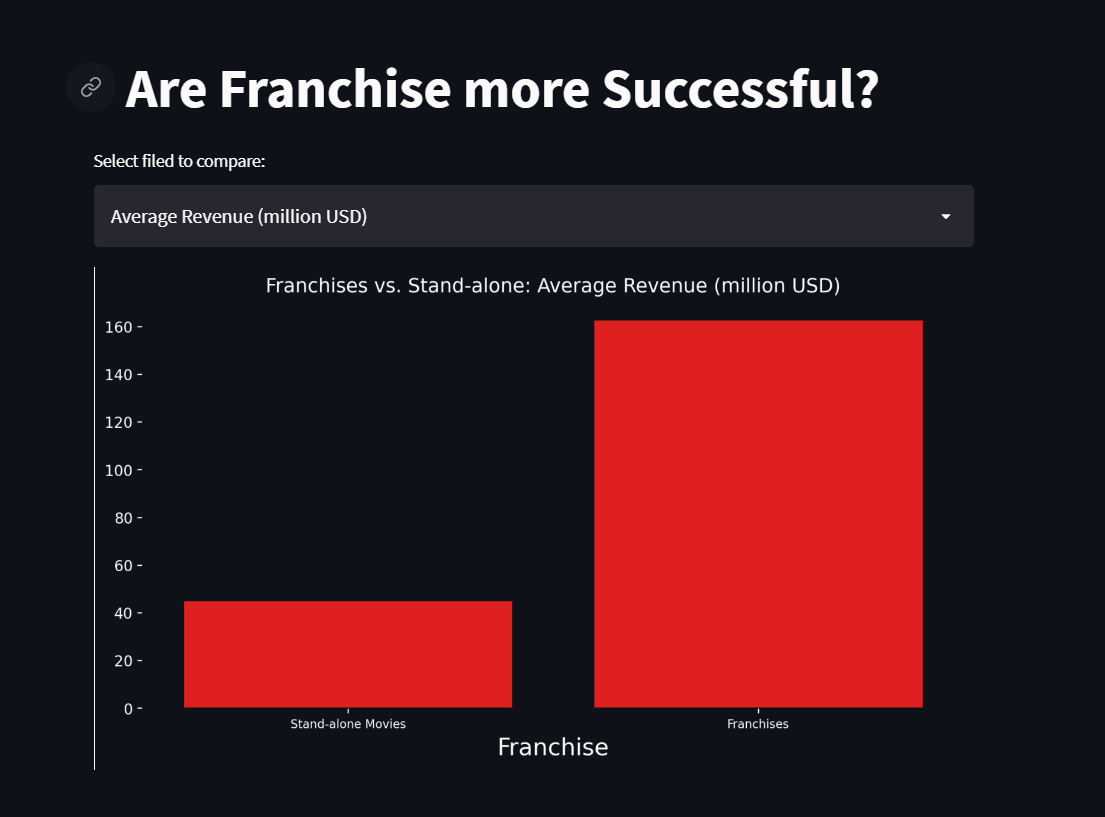 Are Franchise more Successful?
Select filed to compare:
Average Revenue (million USD)
Franchises vs. Stand-alone: Average Revenue (million USD)
160
140
120
100
80
60
40
20
0
Stand-alone Movies
Franchises
Franchise